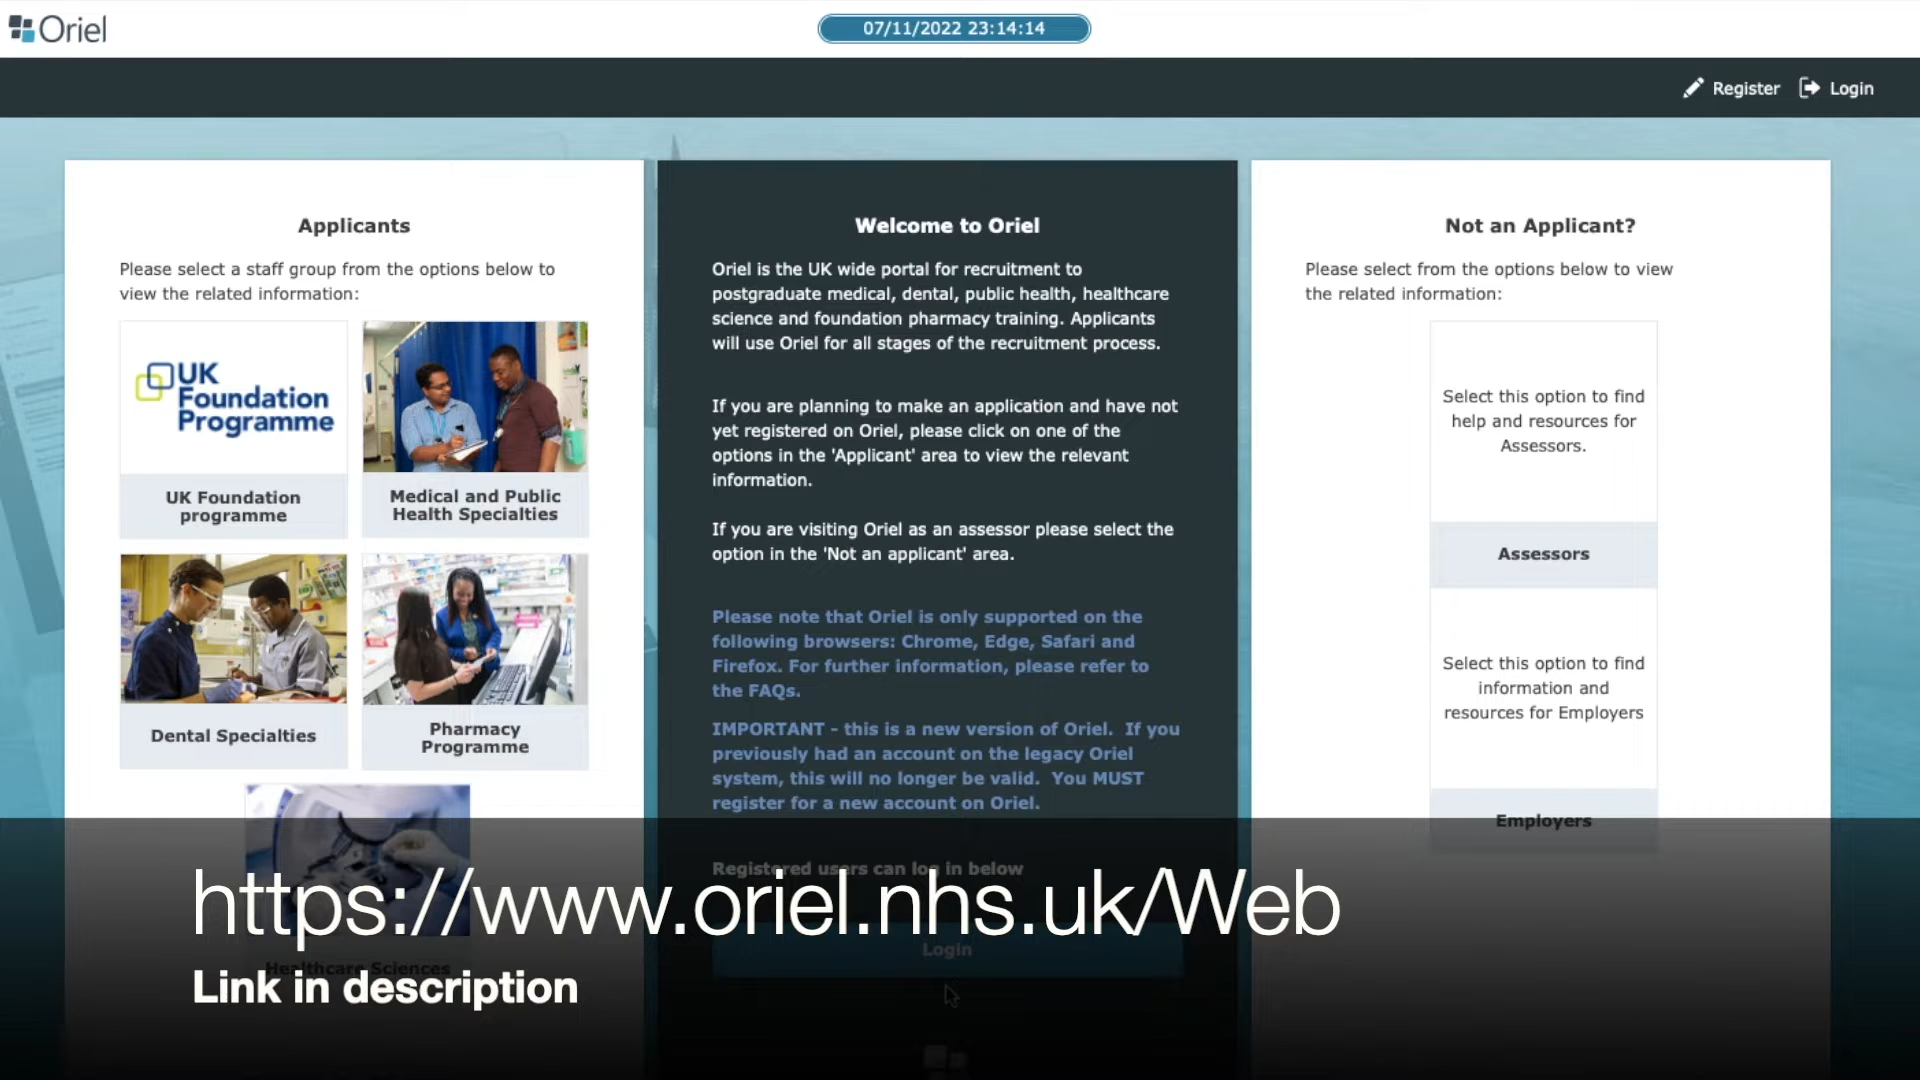 Oriel
07/11/2022 23:14:14
Register
Login
Applicants
Please select a staff group from the options below to
view the related information:
UK
Foundation
Programme
UK Foundation
programme
Medical and Public
Health Specialties
Dental Specialties
Pharmacy
Programme
Healthcare Sciences
Welcome to Oriel
Oriel is the UK wide portal for recruitment to
postgraduate medical, dental, public health, healthcare
science and foundation pharmacy training. Applicants
will use Oriel for all stages of the recruitment process.
If you are planning to make an application and have not
yet registered on Oriel, please click on one of the
options in the 'Applicant' area to view the relevant
information.
If you are visiting Oriel as an assessor please select the
option in the 'Not an applicant' area.
Please note that Oriel is only supported on the
following browsers: Chrome, Edge, Safari and
Firefox. For further information, please refer to
the FAQs.
IMPORTANT - this is a new version of Oriel. If you
previously had an account on the legacy Oriel
system, this will no longer be valid. You MUST
register for a new account on Oriel.
Registered users can log in below
Login
Not an Applicant?
Please select from the options below to view
the related information:
Select this option to find
help and resources for
Assessors.
Assessors
Select this option to find
information and
resources for Employers
Employers
https://www.oriel.nhs.uk/Web
Link in description